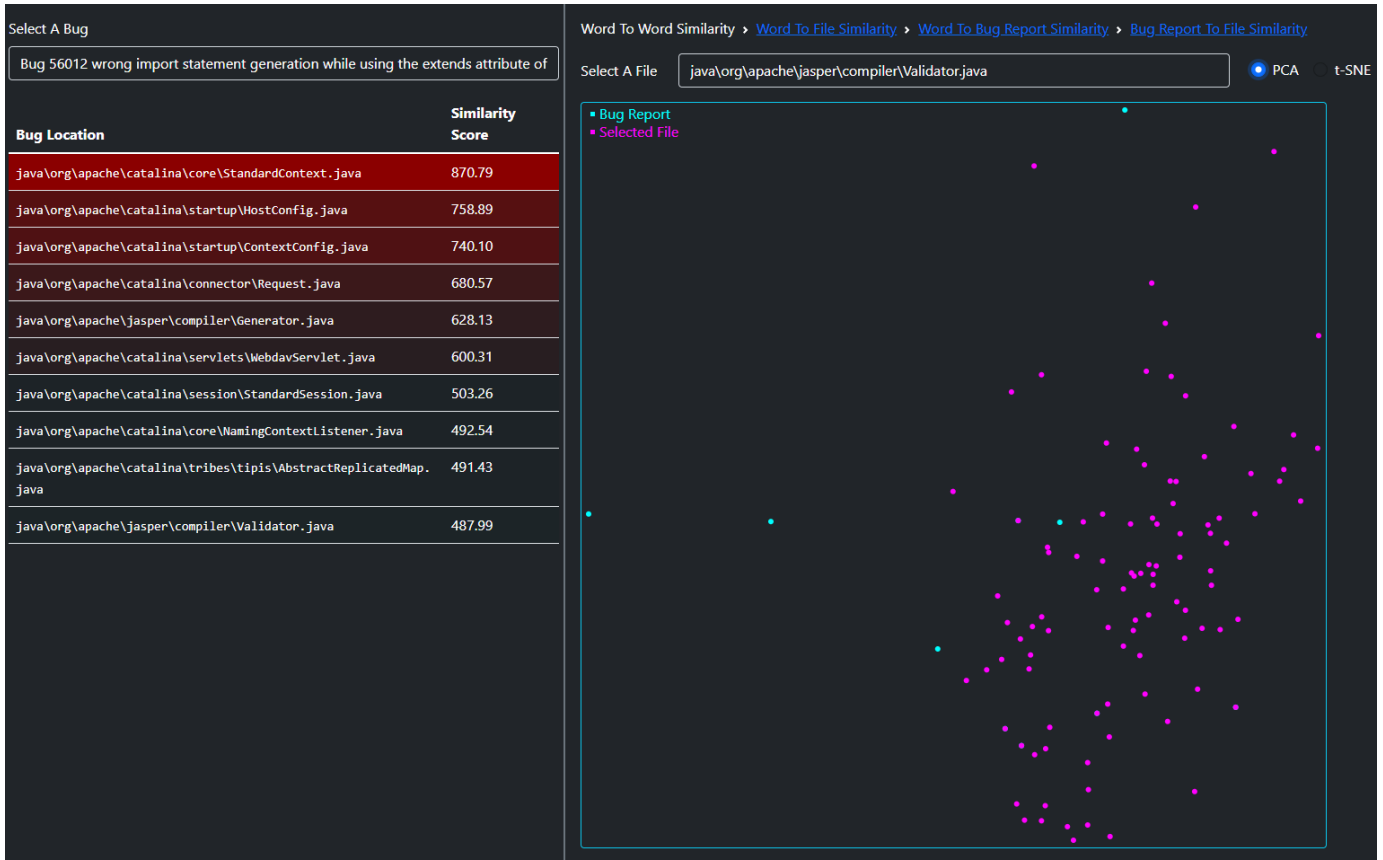 Select A Bug
Bug 56012 wrong import statement generation while using the extends attribute of
Bug Location
Similarity
Score
java\org\apache\catalina\core\StandardContext.java 870.79
java\org\apache\catalina\startup\HostConfig.java 758.89
java\org\apache\catalina\startup\ContextConfig.java 740.10
java\org\apache\catalina\connector\Request.java 680.57
java\org\apache\jasper\compiler\Generator.java 628.13
java\org\apache\catalina\servlets\WebdavServlet.java 600.31
java\org\apache\catalina\session\StandardSession.java 503.26
java\org\apache\catalina\core\NamingContextListener.java 492.54
java\org\apache\catalina\tribes\tipis\AbstractReplicatedMap. 491.43
java
java\org\apache\jasper\compiler\Validator.java 487.99
Word To Word Similarity › Word To File Similarity › Word To Bug Report Similarity › Bug Report To File Similarity
Select A File java\org\apache\jasper\compiler\Validator.java PCA t-SNE
Bug Report
Selected File